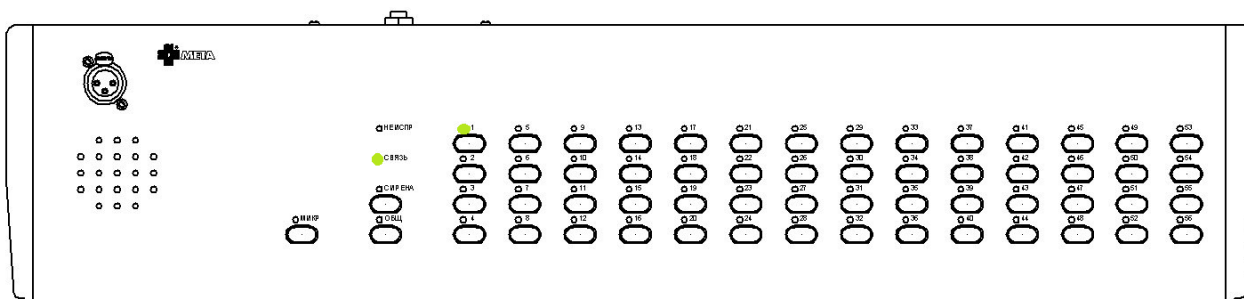 МЕТА
НЕИСПР 1 5 9 13 17 21 25 29 33 37 41 45 49 53
СВЯЗЬ 2 6 10 14 18 22 26 30 34 38 42 46 50 54
СИРЕНА 3 7 11 15 19 23 27 31 35 39 43 47 51 55
МИКР ОБЩ 4 8 12 16 20 24 28 32 36 40 44 48 52 56